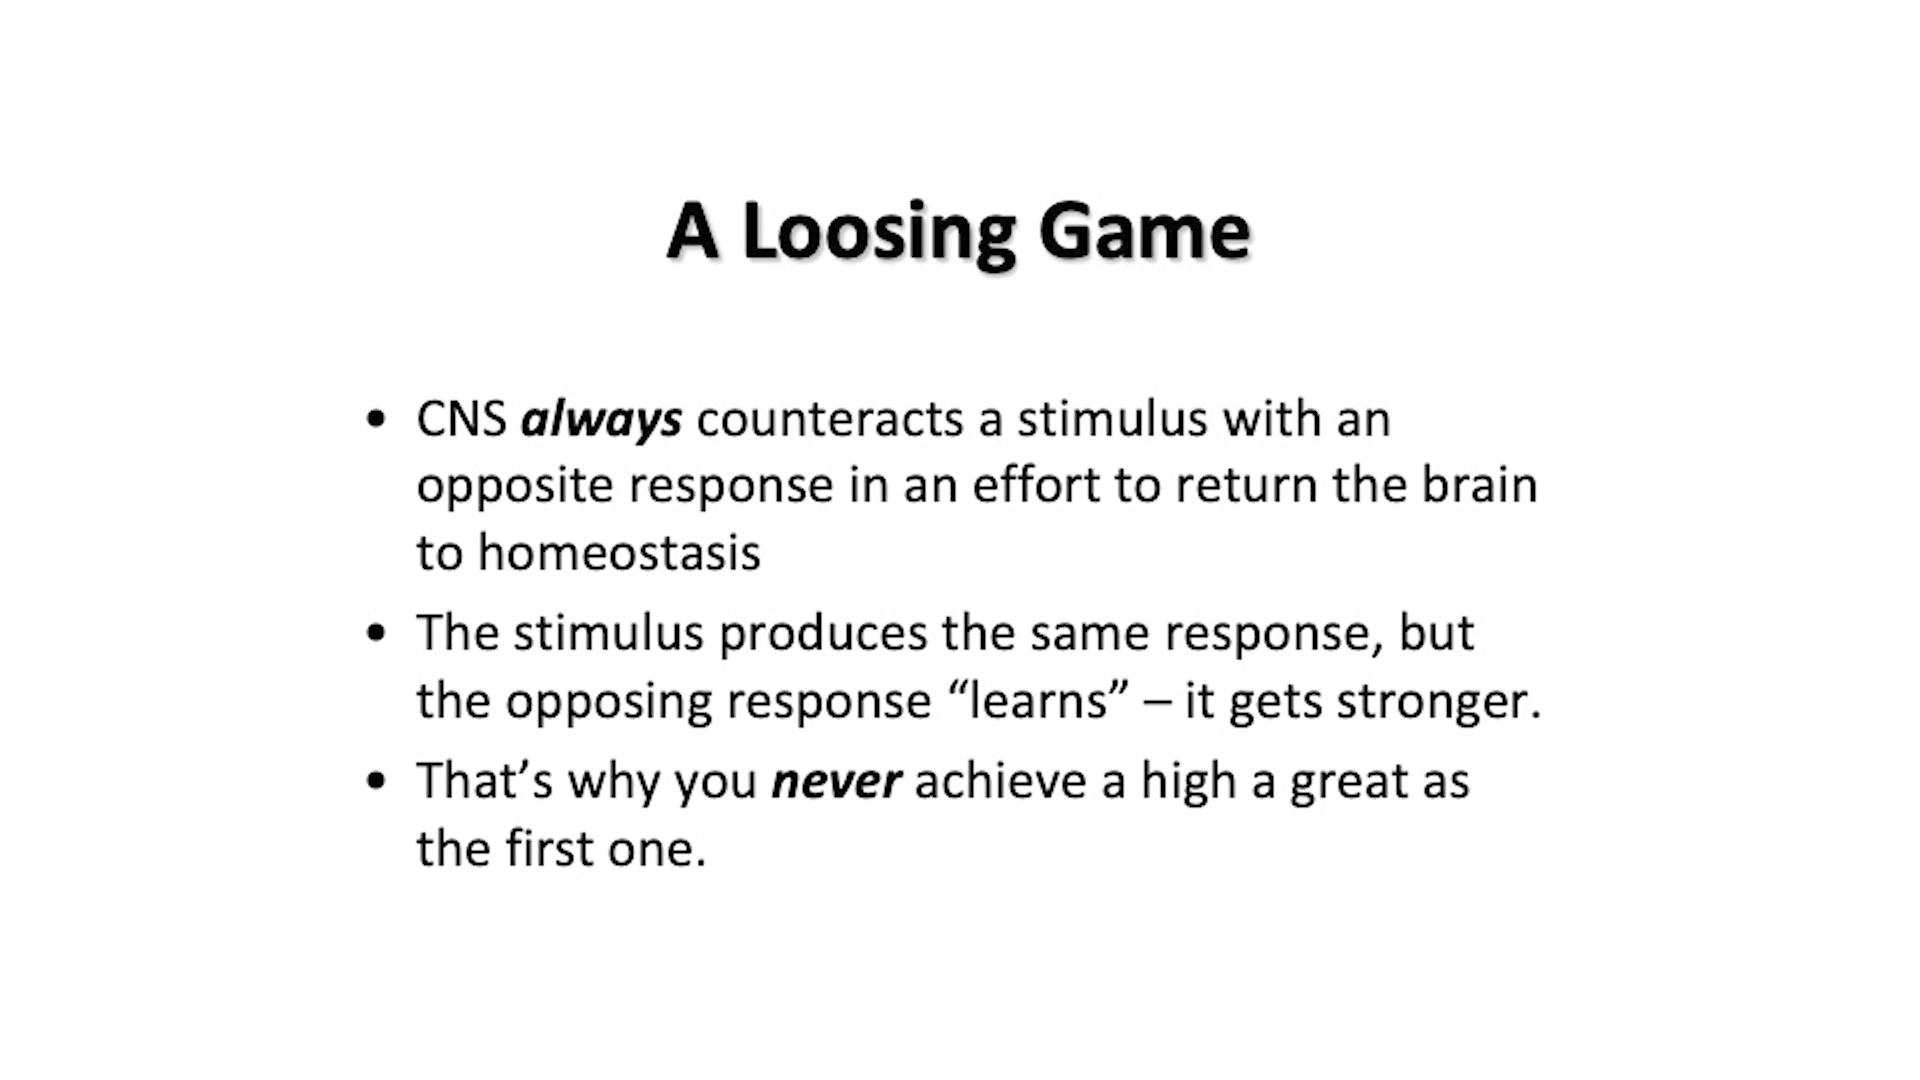 A Loosing Game
• CNS always counteracts a stimulus with an
opposite response in an effort to return the brain
to homeostasis
• The stimulus produces the same response, but
the opposing response “learns” – it gets stronger.
• That’s why you never achieve a high a great as
the first one.